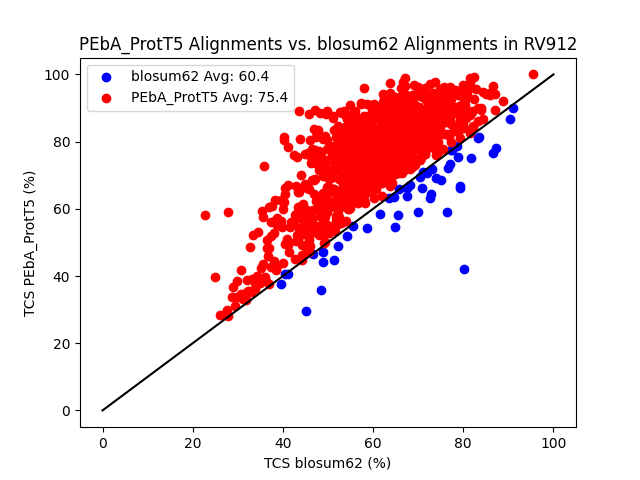 PEbA_ProtT5 Alignments vs. blosum62 Alignments in RV912
blosum62 Avg: 60.4
PEbA_ProtT5 Avg: 75.4
100
80
60
40
20
0
TCS PEbA_ProtT5 (%)
0 20 40 60 80 100
TCS blosum62 (%)